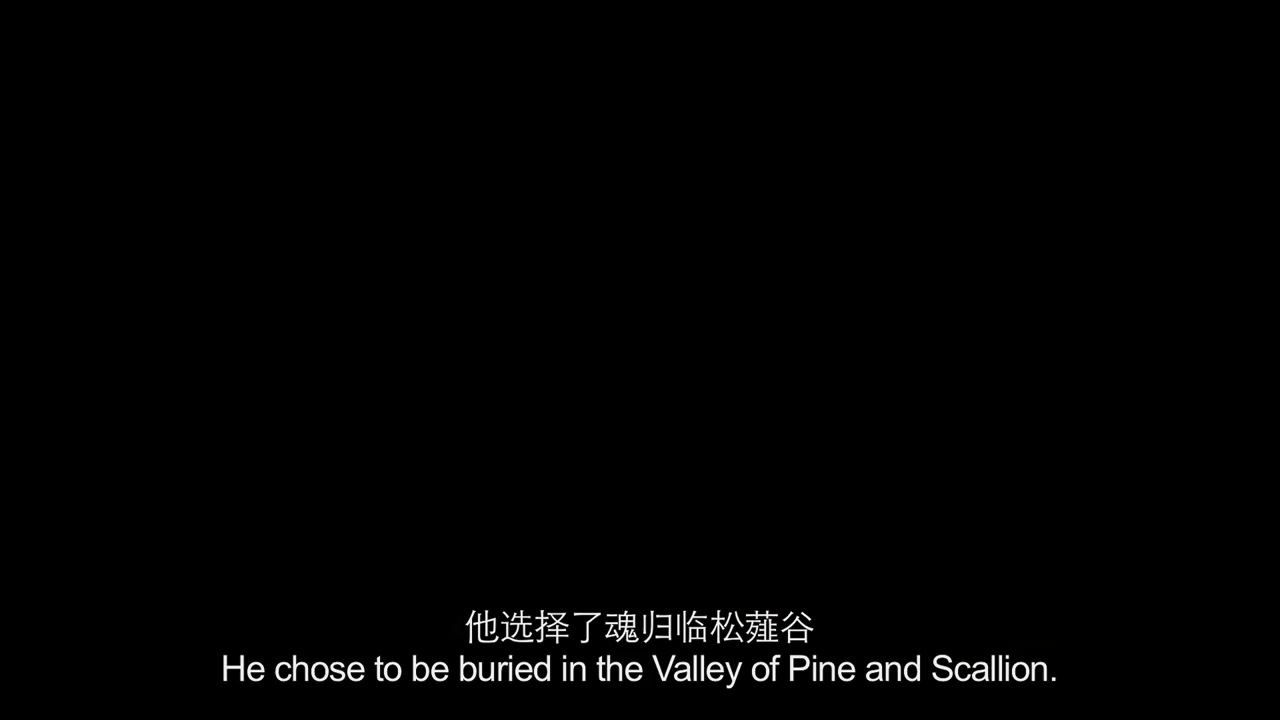 他选择了魂归临松薤谷
He chose to be buried in the Valley of Pine and Scallion.